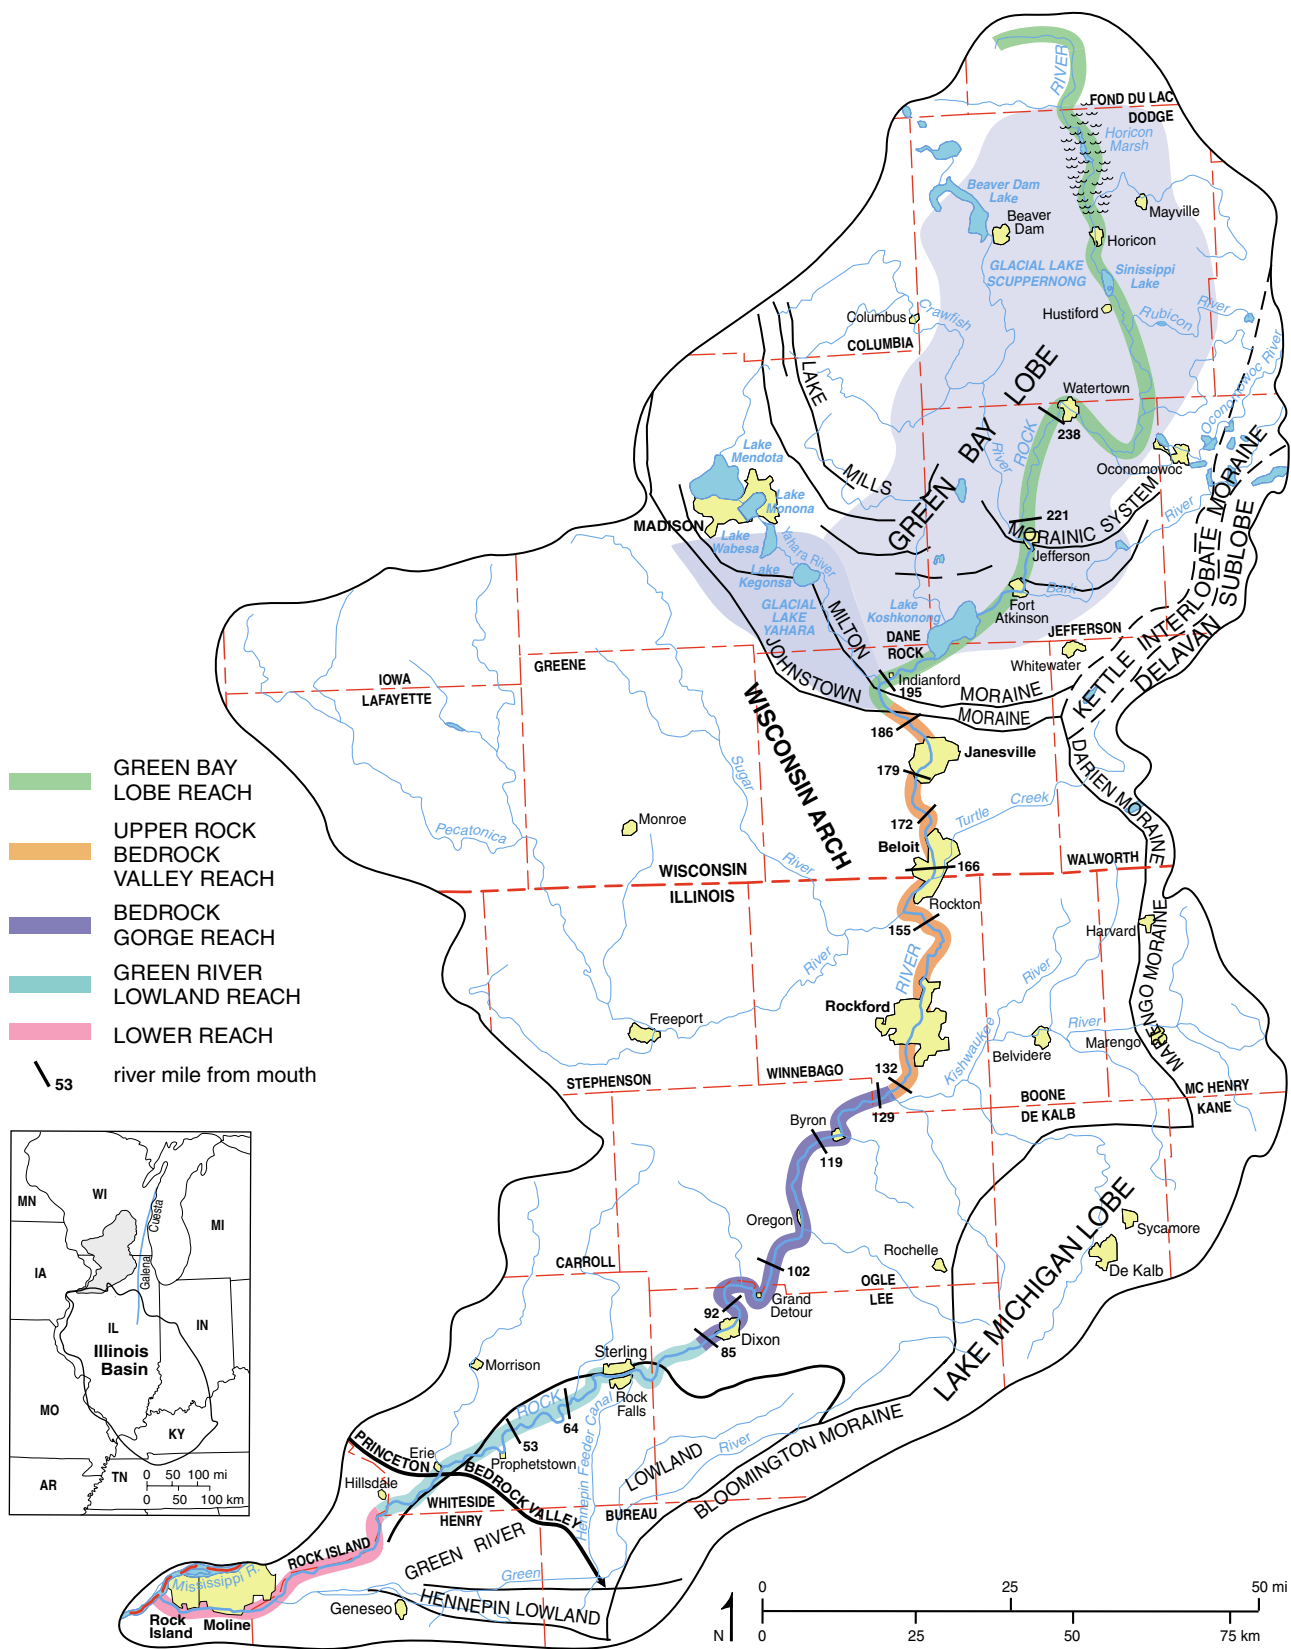 RIVER
FOND DU LAC
DODGE
Horicon
Marsh
Beaver Dam
Lake
Beaver
Dam
Mayville
Horicon
GLACIAL LAKE
SCUPPERNONG
Sinissippi
Lake
Columbus
Crawfish
Hustiford
Rubicon
River
COLUMBIA
LAKE
MILLS
MORAINIC SYSTEM
GREEN BAY LOBE
Watertown
238
ROCK
River
Oconomowoc River
Oconomowoc
River
Lake
Mendota
Lake
Monona
MADISON
Lake
Wabesa
Yahara River
Lake
Kegonsa
221
Jefferson
Bark
GLACIAL
LAKE
YAHARA
Lake
Koshkonong
Fort
Atkinson
MILTON
MORAINE
JOHNSTOWN
MORAINE
DANE
ROCK
JEFFERSON
Whitewater
Indianford
195
KETTLE INTERLOBATE MORAINE
DELAVAN SUBLOBE
GREENE
IOWA
LAFAYETTE
WISCONSIN ARCH
186
Janesville
179
172
Turtle Creek
Beloit
166
DARIEN MORAINE
WALWORTH
Sugar
River
Pecatonica
River
Monroe
WISCONSIN
ILLINOIS
Rockton
155
Harvard
MARENGO MORAINE
RIVER
Rockford
Freeport
Kishwaukee
River
River
Belvidere
Marengo
STEPHENSON
WINNEBAGO
132
129
BOONE
DE KALB
MC HENRY
KANE
Byron
119
Oregon
Rochelle
Sycamore
De Kalb
LAKE MICHIGAN LOBE
102
CARROLL
OGLE
LEE
Grand
Detour
92
Dixon
85
Sterling
Rock
Falls
Morrison
ROCK
64
53
Prophetstown
Hennepin Feeder Canal
Erie
PRINCETON BEDROCK VALLEY
Hillsdale
WHITESIDE
HENRY
BUREAU
GREEN RIVER LOWLAND
River
BLOOMINGTON MORAINE
ROCK ISLAND
Green
HENNEPIN LOWLAND
Geneseo
Mississippi R.
Rock
Island
Moline
GREEN BAY
LOBE REACH
UPPER ROCK
BEDROCK
VALLEY REACH
BEDROCK
GORGE REACH
GREEN RIVER
LOWLAND REACH
LOWER REACH
53
river mile from mouth
MN
WI
MI
Cuesta
Galena
IA
IL
IN
Illinois
Basin
MO
KY
AR
TN
0 50 100 mi
0 50 100 km
N
0 25 50 mi
0 25 50 75 km